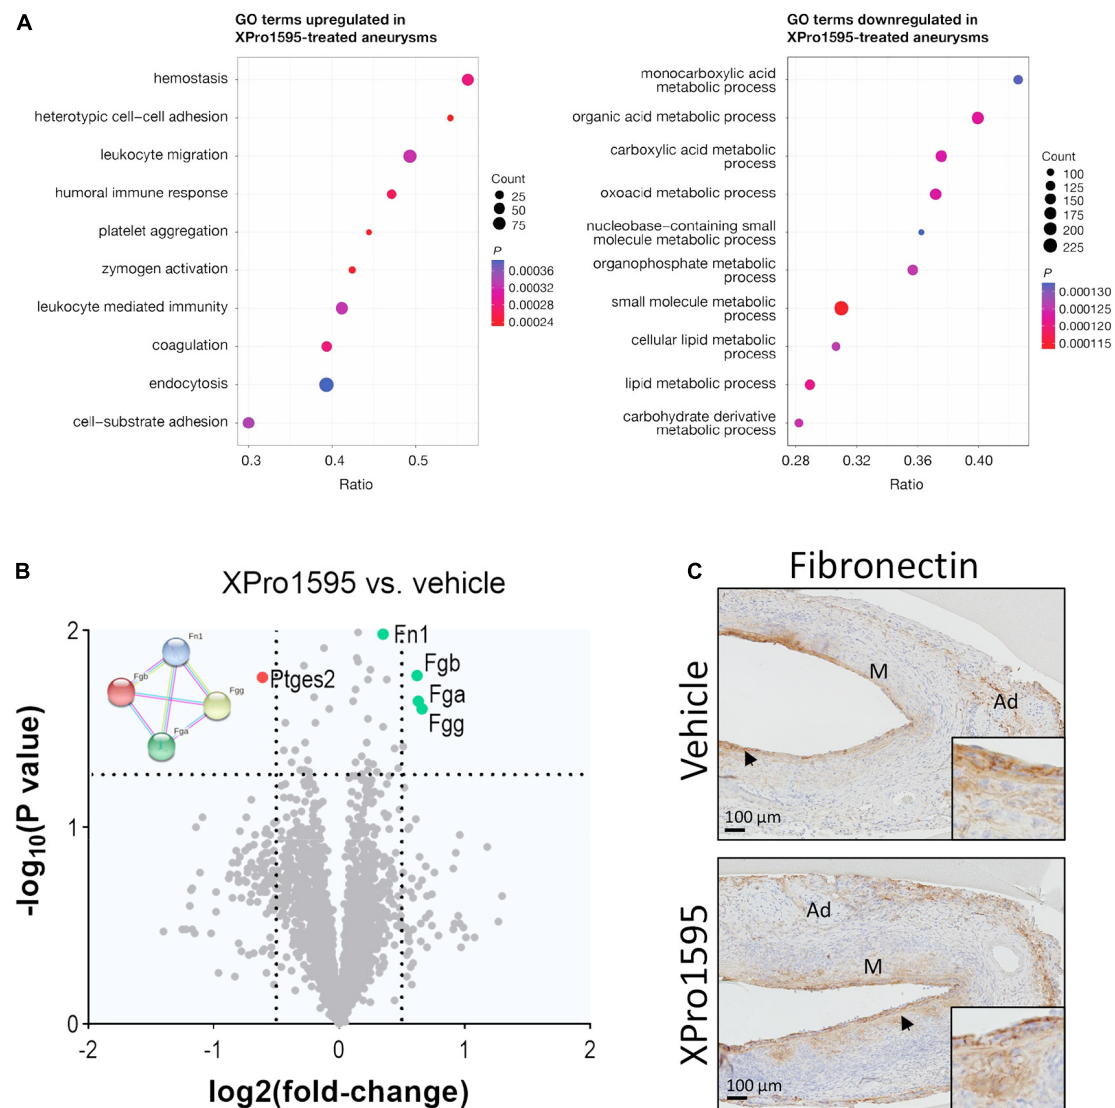 A
GO terms upregulated in
XPro1595-treated aneurysms
hemostasis
heterotypic cell–cell adhesion
leukocyte migration
humoral immune response
platelet aggregation
zymogen activation
leukocyte mediated immunity
coagulation
endocytosis
cell–substrate adhesion
0.3 0.4 0.5
Ratio
Count
25
50
75
P
0.00036
0.00032
0.00028
0.00024
GO terms downregulated in
XPro1595-treated aneurysms
monocarboxylic acid
metabolic process
organic acid metabolic process
carboxylic acid metabolic
process
oxoacid metabolic process
nucleobase–containing small
molecule metabolic process
organophosphate metabolic
process
small molecule metabolic
process
cellular lipid metabolic
process
lipid metabolic process
carbohydrate derivative
metabolic process
0.28 0.32 0.36 0.40
Ratio
Count
100
125
150
175
200
225
P
0.000130
0.000125
0.000120
0.000115
B
XPro1595 vs. vehicle
2
1
0
-log10(P value)
Fn1
Fgb
Fgg
Fga
Ptges2
Fn1
Fgb
Fga
Fgg
-2 -1 0 1 2
log2(fold-change)
C
Fibronectin
Vehicle
M
Ad
100 µm
XPro1595
Ad
M
100 µm